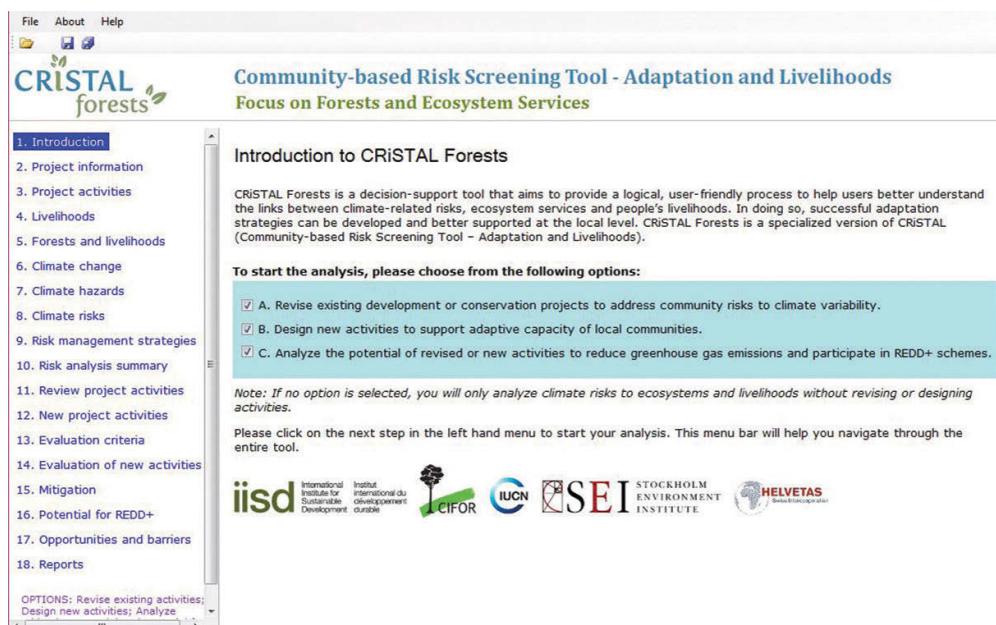 File About Help
CRiSTAL
forests
Community-based Risk Screening Tool - Adaptation and Livelihoods
Focus on Forests and Ecosystem Services
1. Introduction
2. Project information
3. Project activities
4. Livelihoods
5. Forests and livelihoods
6. Climate change
7. Climate hazards
8. Climate risks
9. Risk management strategies
10. Risk analysis summary
11. Review project activities
12. New project activities
13. Evaluation criteria
14. Evaluation of new activities
15. Mitigation
16. Potential for REDD+
17. Opportunities and barriers
18. Reports
OPTIONS: Revise existing activities;
Design new activities; Analyze
Introduction to CRiSTAL Forests
CRiSTAL Forests is a decision-support tool that aims to provide a logical, user-friendly process to help users better understand
the links between climate-related risks, ecosystem services and people's livelihoods. In doing so, successful adaptation
strategies can be developed and better supported at the local level. CRiSTAL Forests is a specialized version of CRiSTAL
(Community-based Risk Screening Tool – Adaptation and Livelihoods).
To start the analysis, please choose from the following options:
A. Revise existing development or conservation projects to address community risks to climate variability.
B. Design new activities to support adaptive capacity of local communities.
C. Analyze the potential of revised or new activities to reduce greenhouse gas emissions and participate in REDD+ schemes.
Note: If no option is selected, you will only analyze climate risks to ecosystems and livelihoods without revising or designing
activities.
Please click on the next step in the left hand menu to start your analysis. This menu bar will help you navigate through the
entire tool.
iisd
International
Institute for
Sustainable
Development
Institut
international du
développement
durable
CIFOR
IUCN
SEI
STOCKHOLM
ENVIRONMENT
INSTITUTE
HELVETAS
Swiss Intercooperation